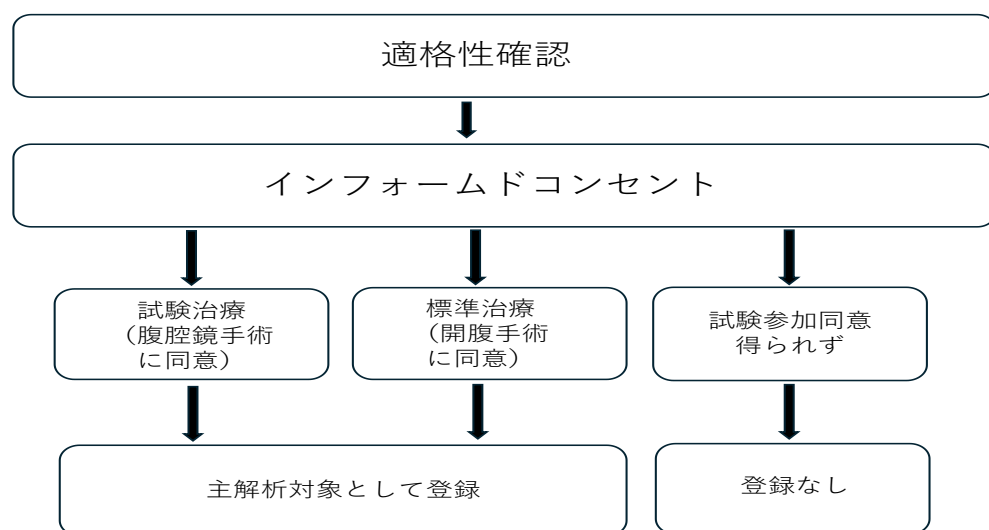 適格性確認
インフォームドコンセント
試験治療
(腹腔鏡手術
に同意)
標準治療
(開腹手術
に同意)
試験参加同意
得られず
主解析対象として登録
登録なし